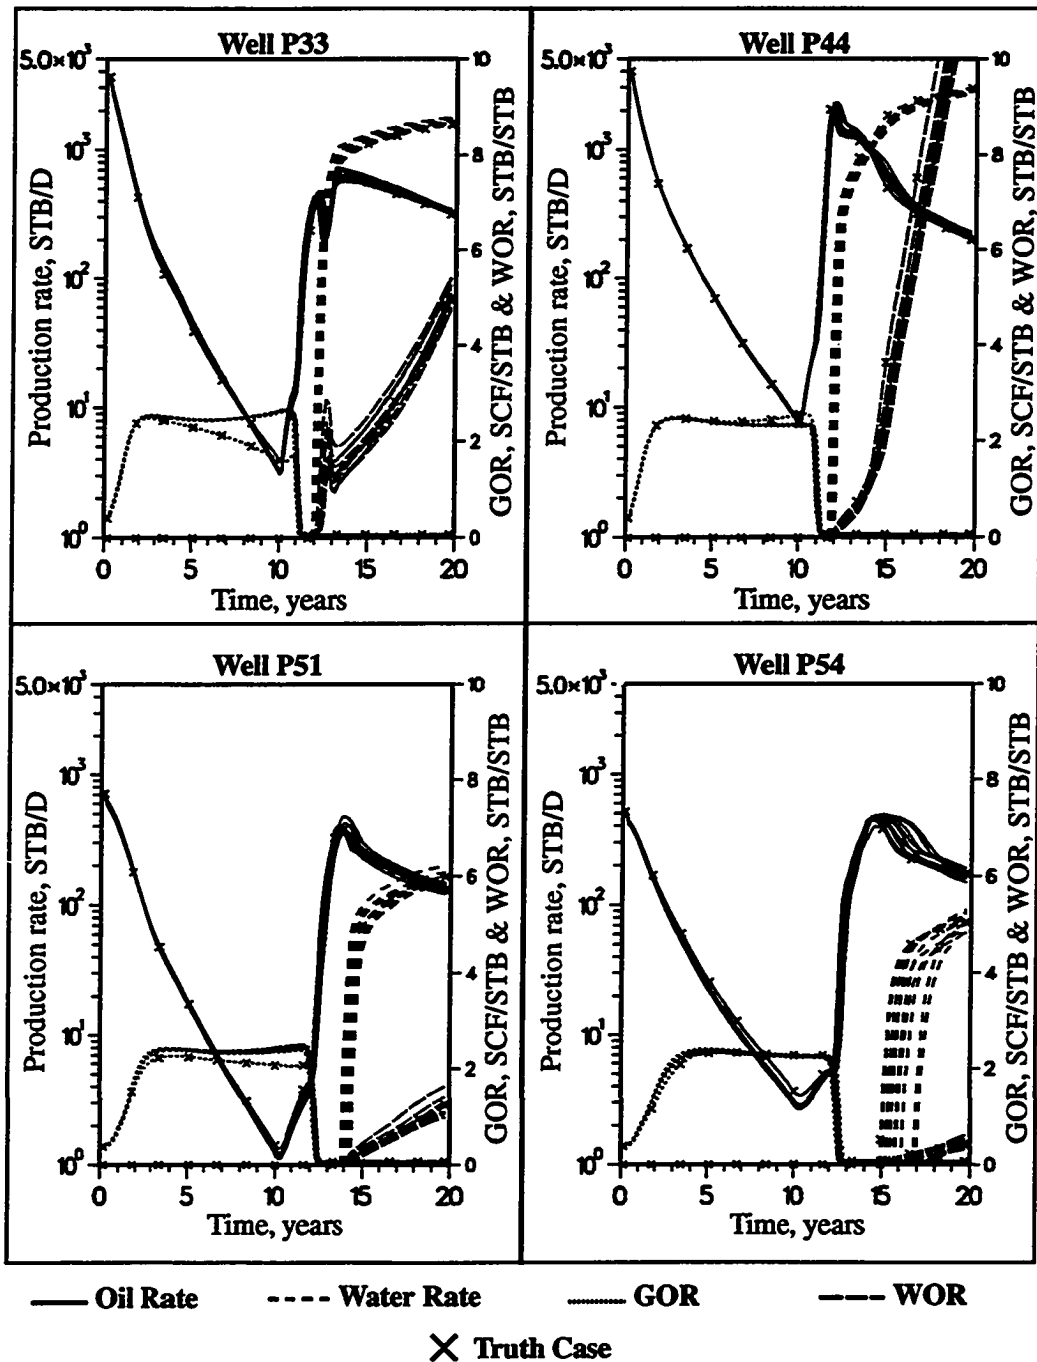 Well P33
Well P44
5.0×10³
10³
10²
10¹
10⁰
Production rate, STB/D
10
8
6
4
2
0
GOR, SCF/STB & WOR, STB/STB
0 5 10 15 20
Time, years
5.0×10³
10³
10²
10¹
10⁰
Production rate, STB/D
10
8
6
4
2
0
GOR, SCF/STB & WOR, STB/STB
0 5 10 15 20
Time, years
Well P51
Well P54
5.0×10³
10³
10²
10¹
10⁰
Production rate, STB/D
10
8
6
4
2
0
GOR, SCF/STB & WOR, STB/STB
0 5 10 15 20
Time, years
5.0×10³
10³
10²
10¹
10⁰
Production rate, STB/D
10
8
6
4
2
0
GOR, SCF/STB & WOR, STB/STB
0 5 10 15 20
Time, years
Oil Rate Water Rate GOR WOR
Truth Case